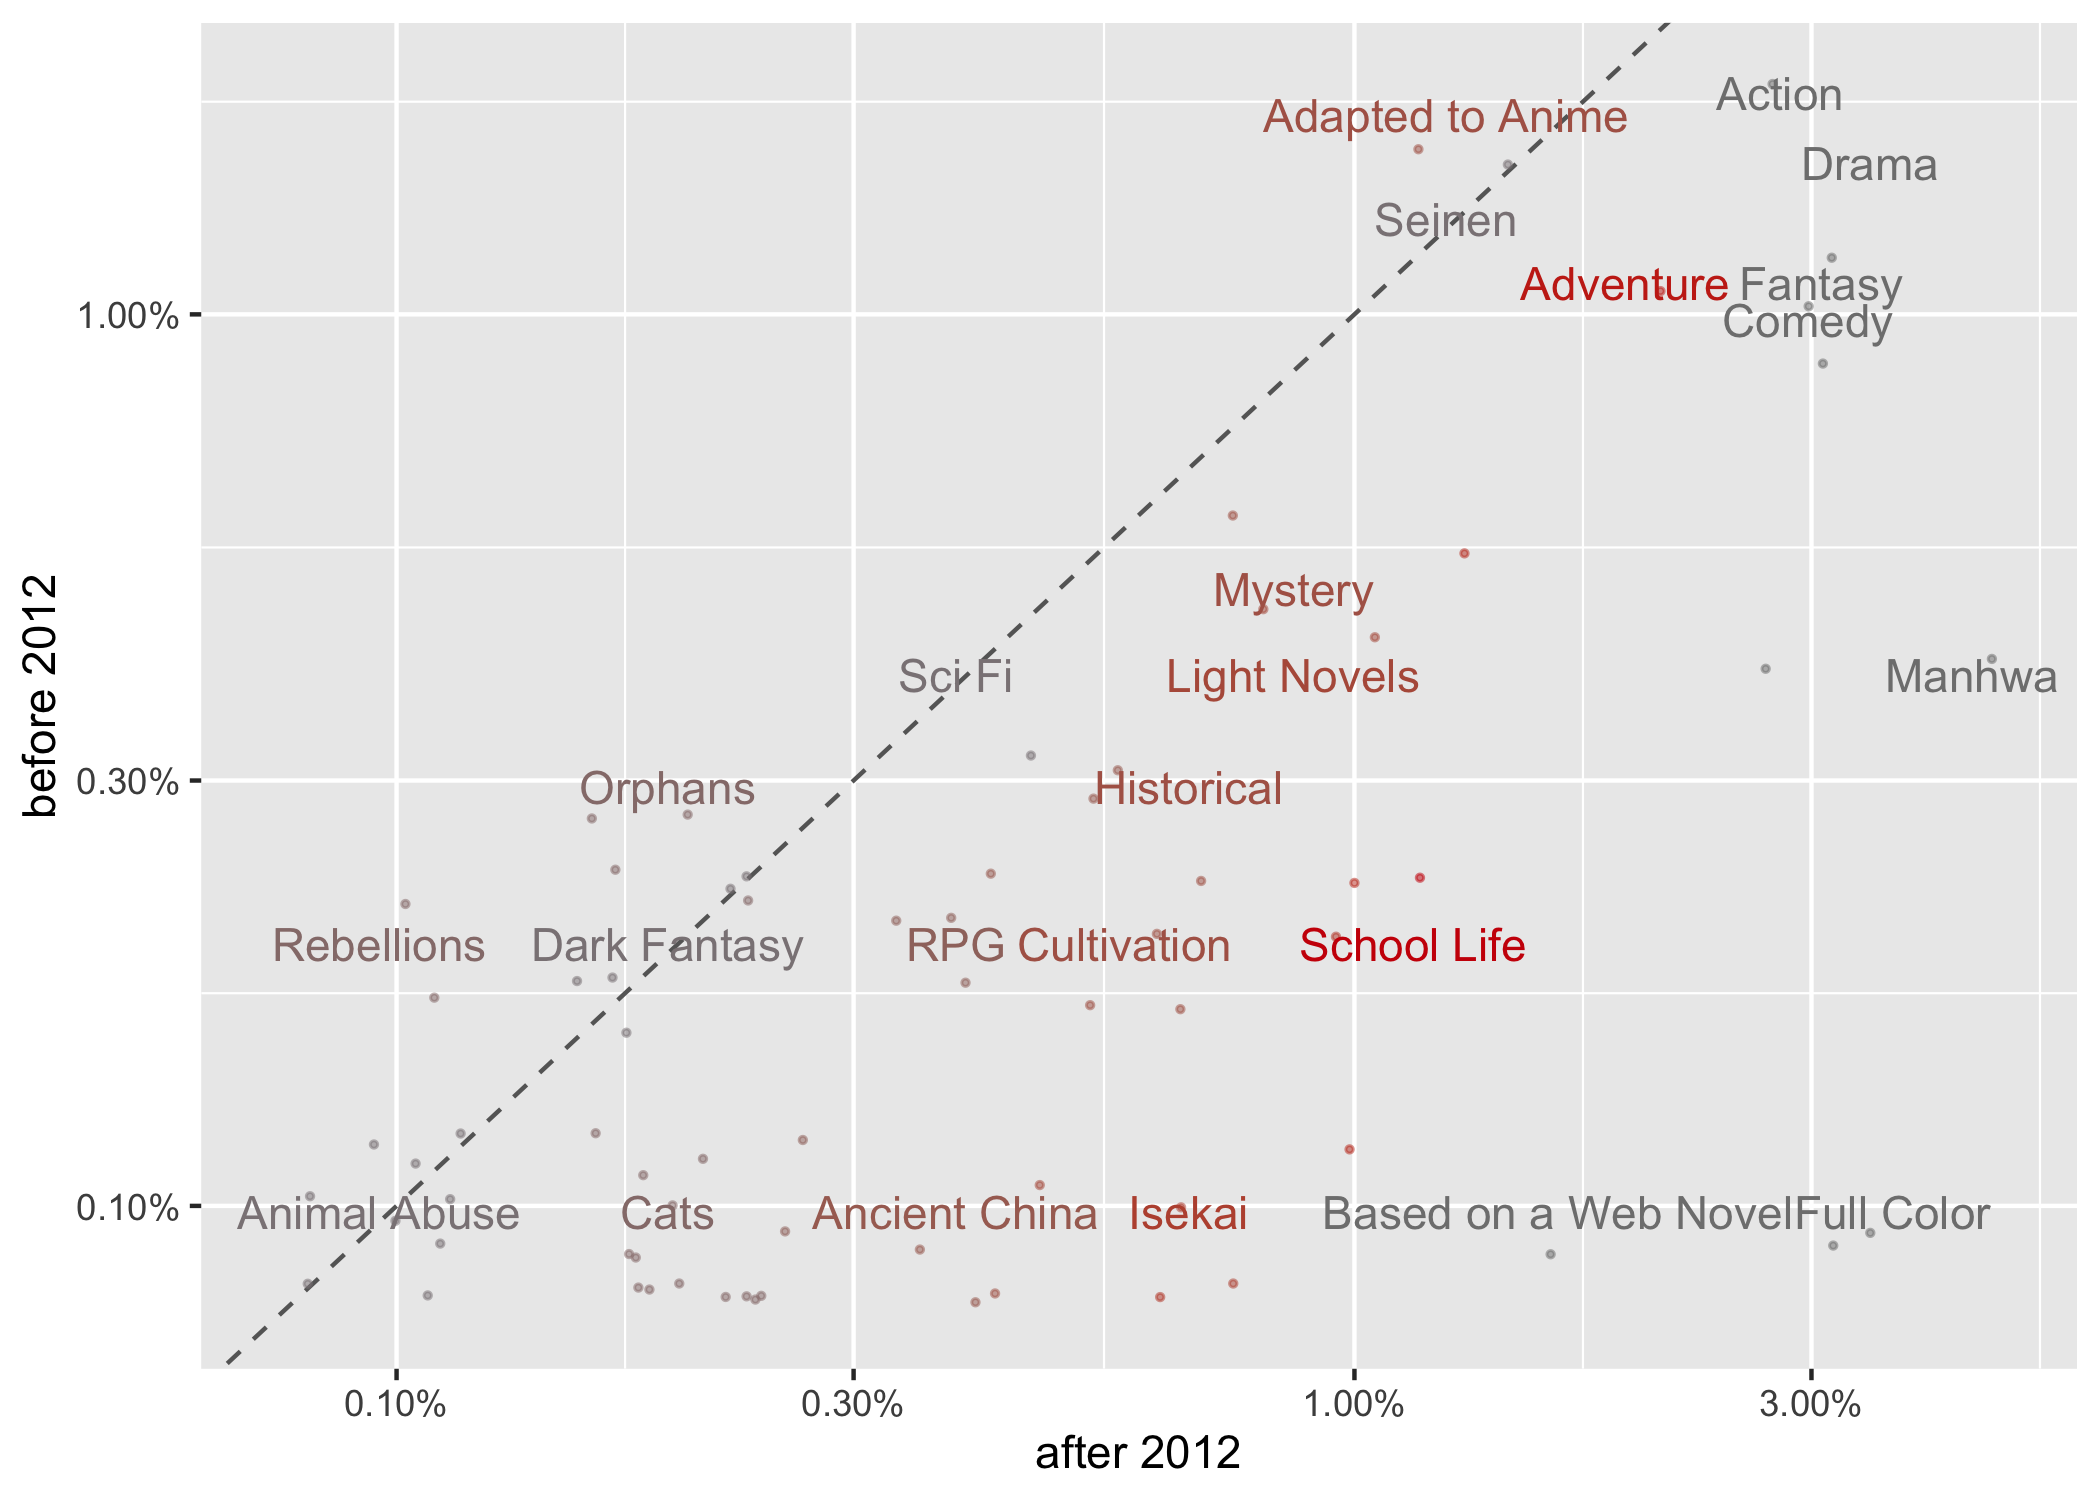 Action
Adapted to Anime
Drama
Seinen
Adventure Fantasy
1.00%
Comedy
Mystery
Sci Fi Light Novels Manhwa
before 2012
0.30%
Orphans Historical
Rebellions Dark Fantasy RPG Cultivation School Life
0.10%
Animal Abuse Cats Ancient China Isekai Based on a Web Novel Full Color
0.10% 0.30% 1.00% 3.00%
after 2012